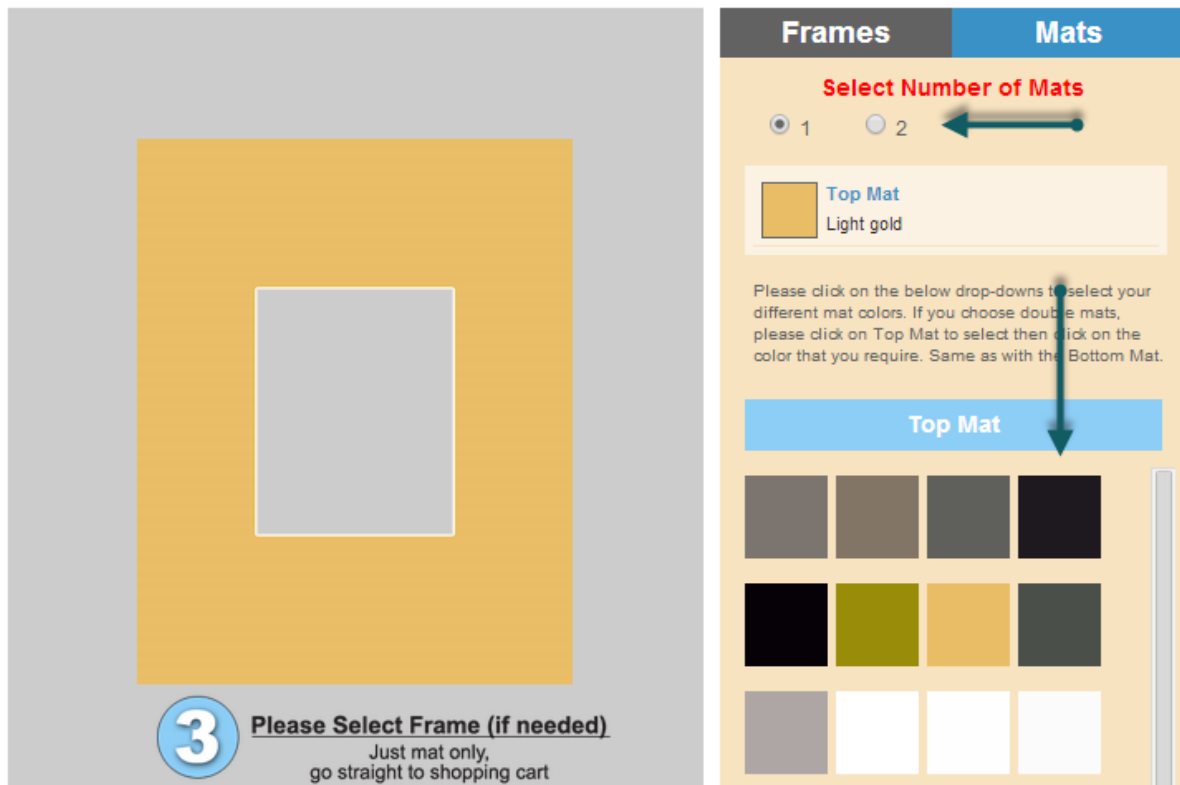 Frames
Mats
Select Number of Mats
1
2
Top Mat
Light gold
Please click on the below drop-downs to select your
different mat colors. If you choose double mats,
please click on Top Mat to select then click on the
color that you require. Same as with the Bottom Mat.
Top Mat
3
Please Select Frame (if needed)
Just mat only,
go straight to shopping cart